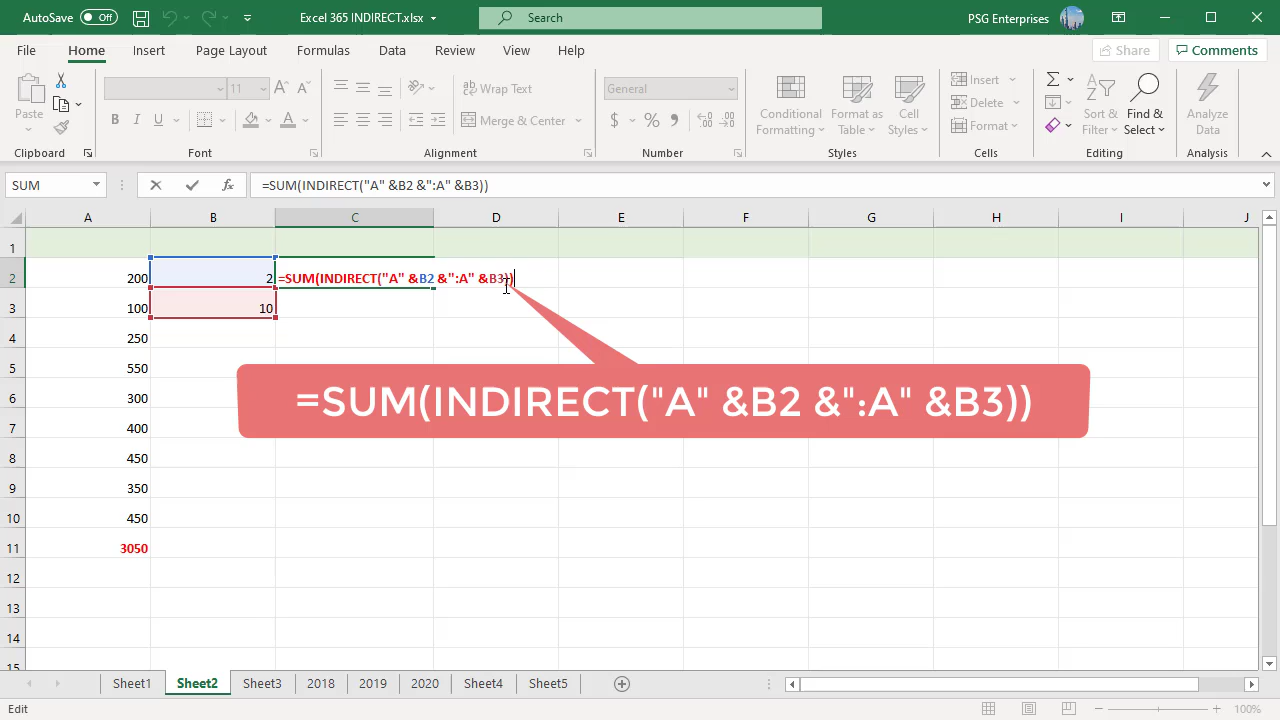 AutoSave Off Excel 365 INDIRECT.xlsx Search PSG Enterprises
File Home Insert Page Layout Formulas Data Review View Help Share Comments
Paste 11 Wrap Text General Conditional Format as Cell Insert Sort & Find & Analyze
Formatting Table Styles Delete Filter Select Data
B I U A Merge & Center $ % Format
Clipboard Font Alignment Number Styles Cells Editing Analysis
SUM =SUM(INDIRECT("A" &B2 &":A" &B3))
A B C D E F G H I J
1
2 200 2 =SUM(INDIRECT("A" &B2 &":A" &B3))
3 100 10
4 250
5 550
6 300
=SUM(INDIRECT("A" &B2 &":A" &B3))
7 400
8 450
9 350
10 450
11 3050
12
13
14
15
Sheet1 Sheet2 Sheet3 2018 2019 2020 Sheet4 Sheet5
Edit 100%